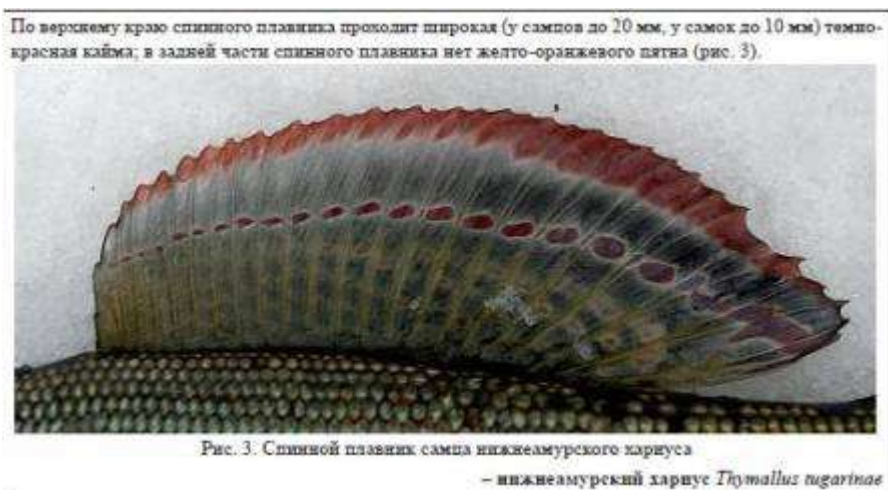 По верхнему краю спинного плавника проходит широкая (у самцов до 20 мм, у самок до 10 мм) темно-
красная кайма; в задней части спинного плавника нет желто-оранжевого пятна (рис. 3).
Рис. 3. Спинной плавник самца нижнеамурского хариуса
– нижнеамурский хариус Thymallus tugarinae